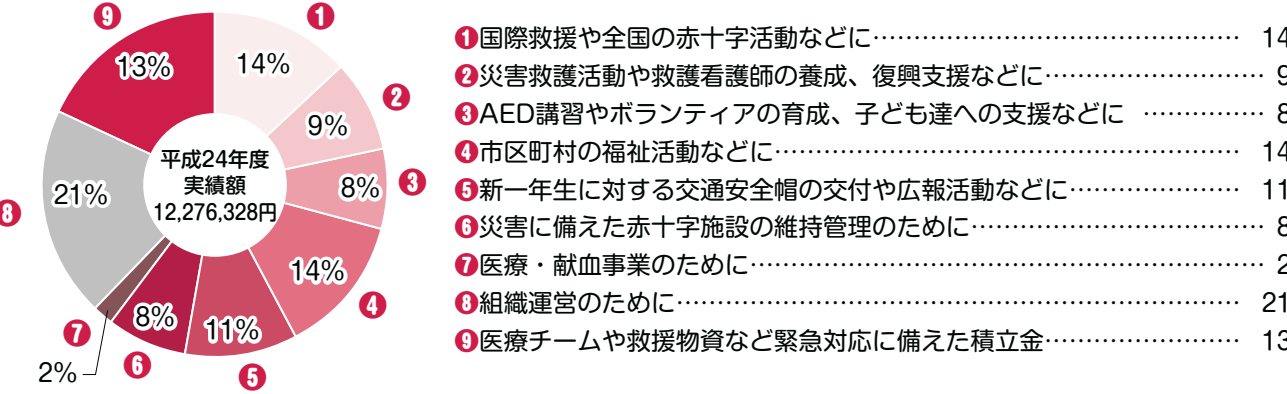 ❾
❶
13%
14%
❷
9%
平成24年度
実績額
12,276,328円
8%
❸
21%
❽
14%
❹
8%
11%
❼
2%
❻
❺
❶国際救援や全国の赤十字活動などに………………………………………… 14
❷災害救護活動や救護看護師の養成、復興支援などに……………………… 9
❸AED講習やボランティアの育成、子ども達への支援などに …………… 8
❹市区町村の福祉活動などに…………………………………………………… 14
❺新一年生に対する交通安全帽の交付や広報活動などに………………… 11
❻災害に備えた赤十字施設の維持管理のために……………………………… 8
❼医療・献血事業のために……………………………………………………… 2
❽組織運営のために……………………………………………………………… 21
❾医療チームや救援物資など緊急対応に備えた積立金…………………… 13